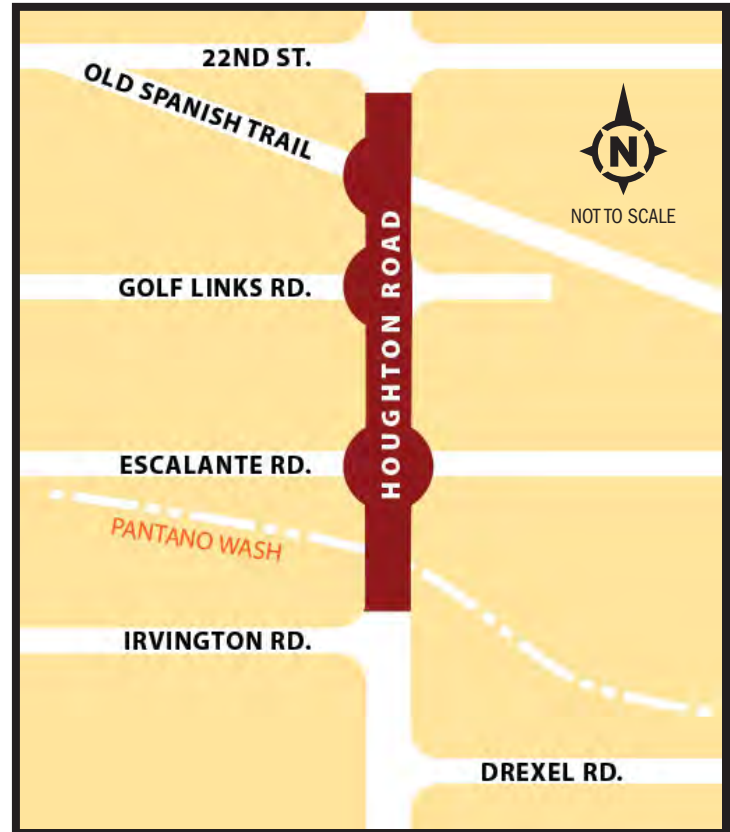 22ND ST.
OLD SPANISH TRAIL
N
NOT TO SCALE
HOUGHTON ROAD
GOLF LINKS RD.
ESCALANTE RD.
PANTANO WASH
IRVINGTON RD.
DREXEL RD.